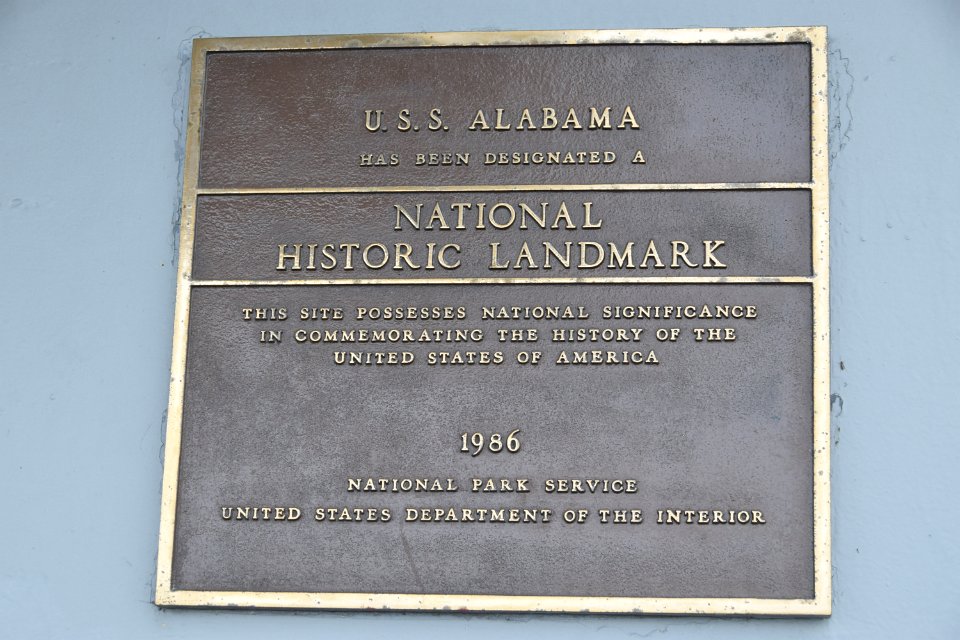 U.S.S. ALABAMA
HAS BEEN DESIGNATED A
NATIONAL
HISTORIC LANDMARK
THIS SITE POSSESSES NATIONAL SIGNIFICANCE
IN COMMEMORATING THE HISTORY OF THE
UNITED STATES OF AMERICA
1986
NATIONAL PARK SERVICE
UNITED STATES DEPARTMENT OF THE INTERIOR